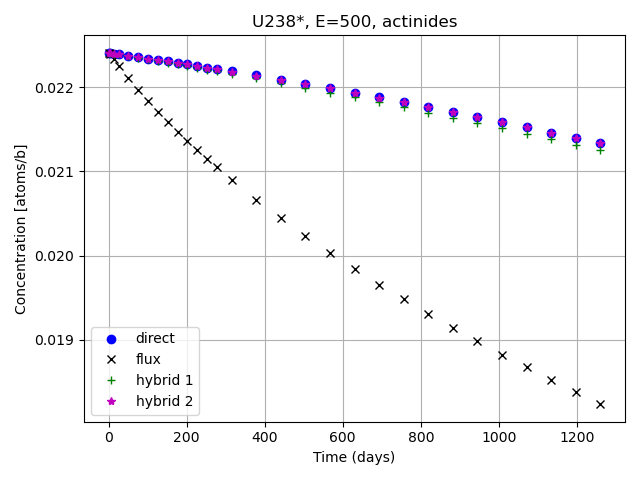 U238*, E=500, actinides
Concentration [atoms/b]
0.022
0.021
0.020
0.019
direct
flux
hybrid 1
hybrid 2
0
200
400
600
800
1000
1200
Time (days)